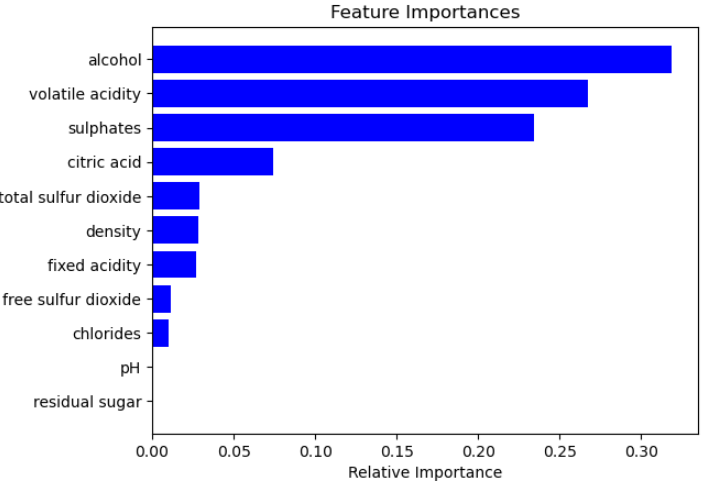 Feature Importances
alcohol
volatile acidity
sulphates
citric acid
total sulfur dioxide
density
fixed acidity
free sulfur dioxide
chlorides
pH
residual sugar
0.00 0.05 0.10 0.15 0.20 0.25 0.30
Relative Importance